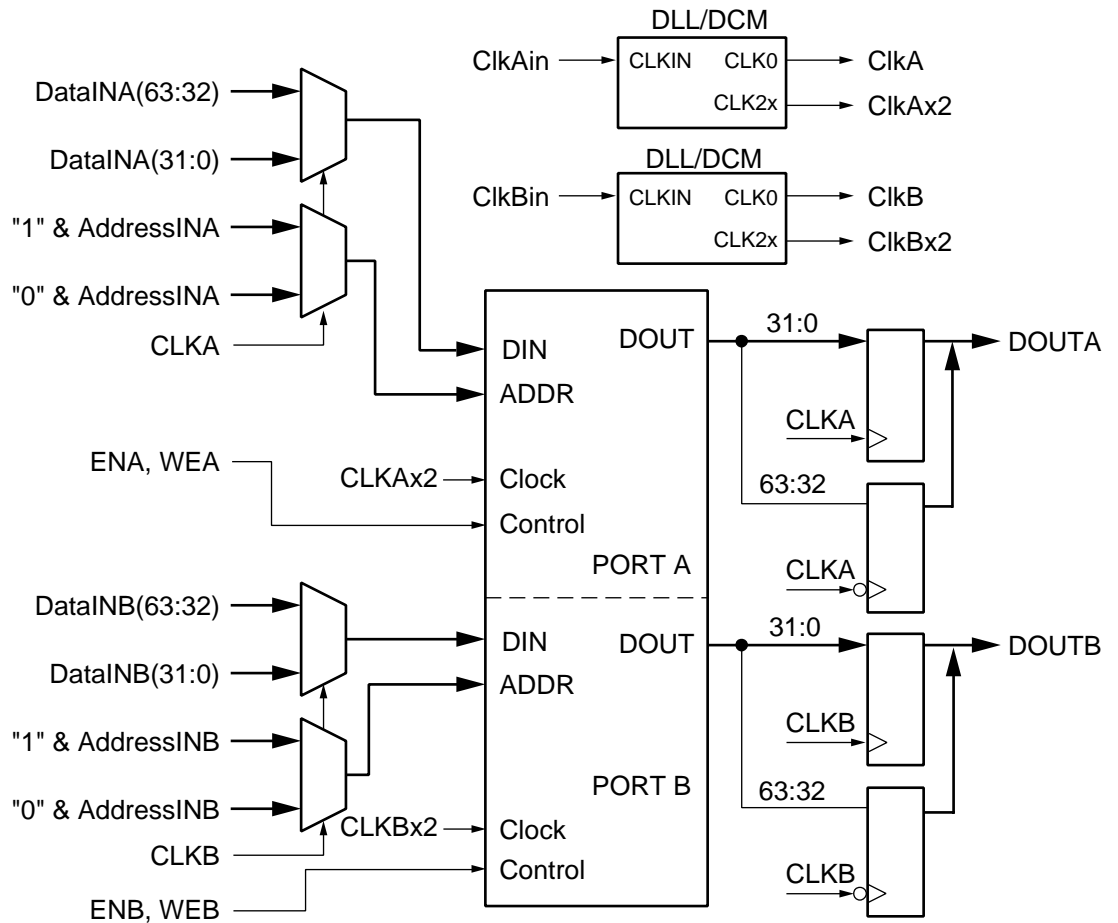 DLL/DCM
ClkAin
CLKIN
CLK0
ClkA
CLK2x
ClkAx2
DLL/DCM
ClkBin
CLKIN
CLK0
ClkB
CLK2x
ClkBx2
DataINA(63:32)
DataINA(31:0)
"1" & AddressINA
"0" & AddressINA
CLKA
ENA, WEA
CLKAx2
DIN
ADDR
Clock
Control
DOUT
PORT A
31:0
DOUTA
CLKA
63:32
CLKA
DataINB(63:32)
DataINB(31:0)
"1" & AddressINB
"0" & AddressINB
CLKB
ENB, WEB
CLKBx2
DIN
ADDR
Clock
Control
DOUT
PORT B
31:0
DOUTB
CLKB
63:32
CLKB